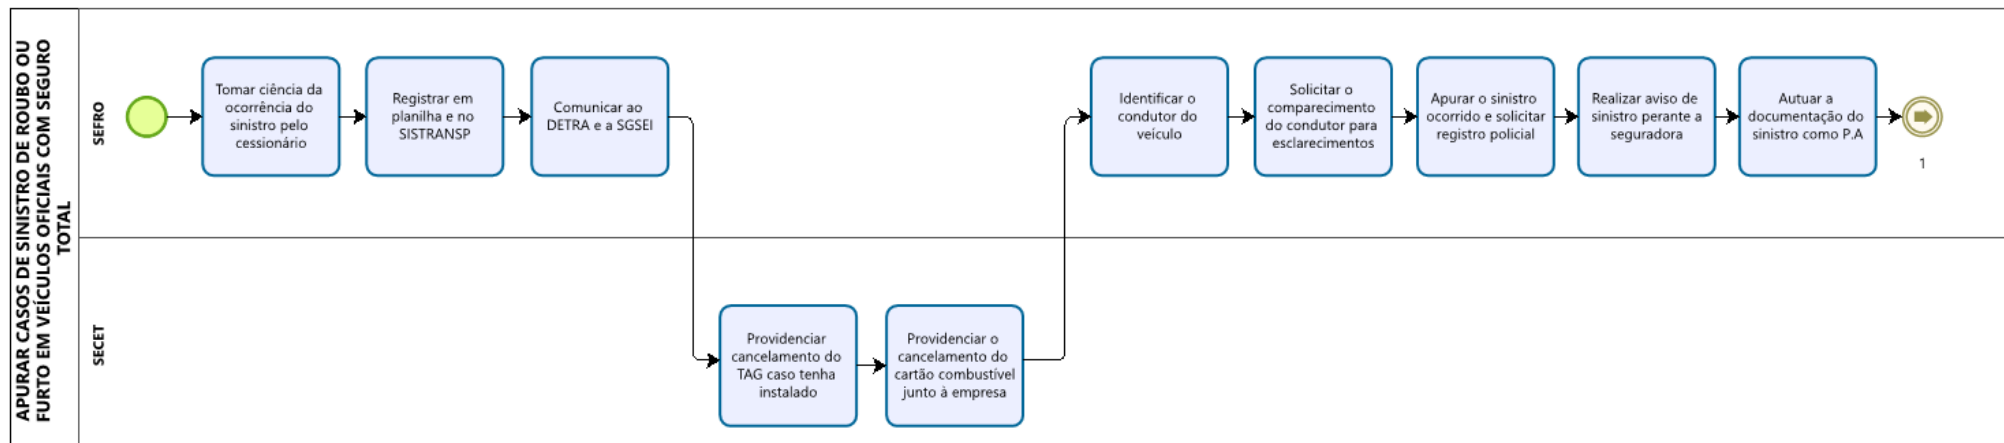 APURAR CASOS DE SINISTRO DE ROUBO OU
FURTO EM VEÍCULOS OFICIAIS COM SEGURO
TOTAL
SEFRO
Tomar ciência da
ocorrência do
sinistro pelo
cessionário
Registrar em
planilha e no
SISTRANSP
Comunicar ao
DETRA e a SGSEI
Identificar o
condutor do
veículo
Solicitar o
comparecimento
do condutor para
esclarecimentos
Apurar o sinistro
ocorrido e solicitar
registro policial
Realizar aviso de
sinistro perante a
seguradora
Autuar a
documentação do
sinistro como P.A
1
SECET
Providenciar
cancelamento do
TAG caso tenha
instalado
Providenciar o
cancelamento do
cartão combustível
junto à empresa